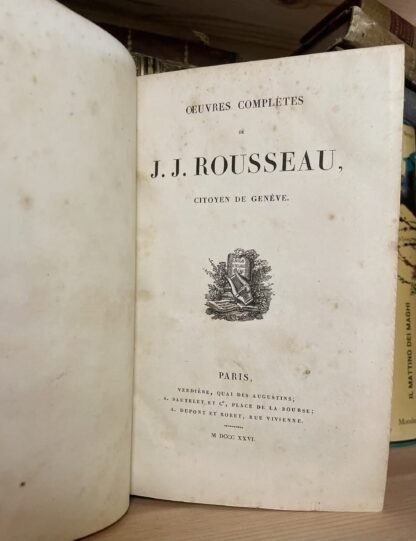 ŒUVRES COMPLÈTES
DE
J. J. ROUSSEAU,
CITOYEN DE GENÈVE.
PARIS,
VERDIÈRE, QUAI DES AUGUSTINS;
A. SAUTELET ET Cie, PLACE DE LA BOURSE;
A. DUPONT ET RORET, RUE VIVIENNE.
M DCCC XXVI.
IL MATTINO DEI MAGHI